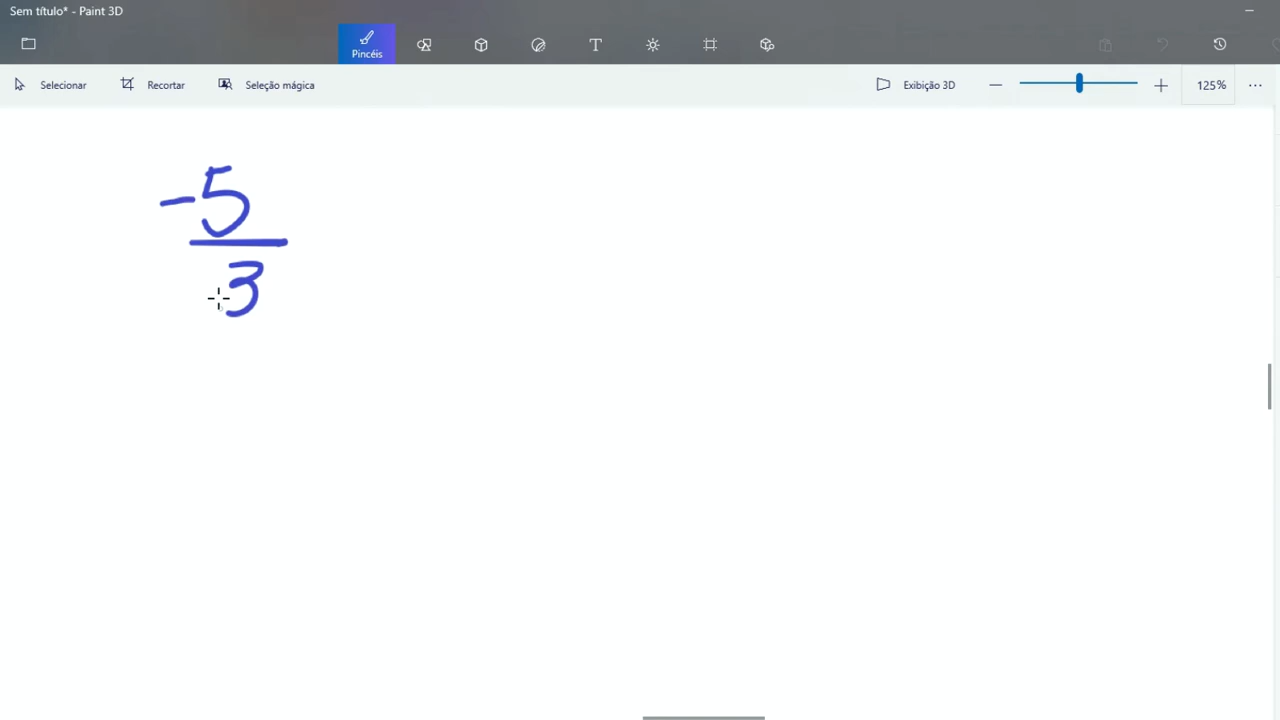 Sem título* - Paint 3D
Pincéis
Selecionar Recortar Seleção mágica Exibição 3D 125%
-5
3